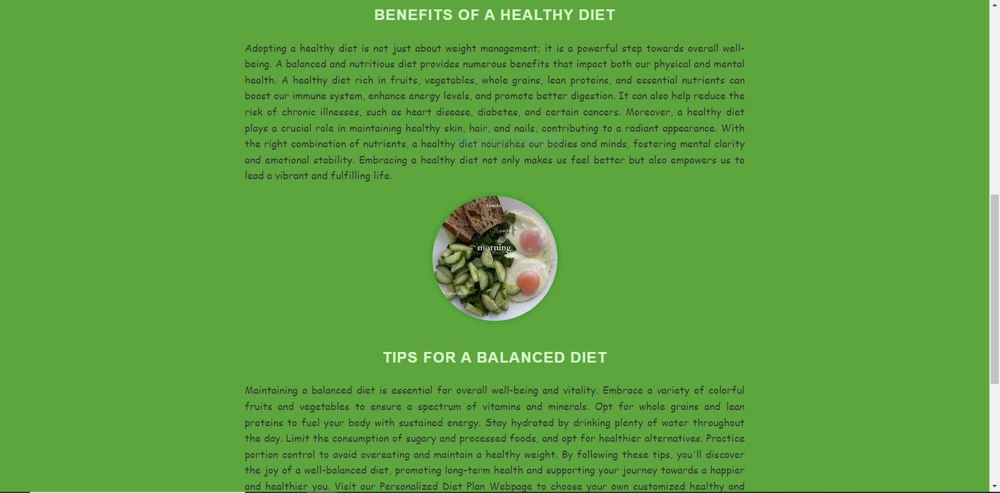 BENEFITS OF A HEALTHY DIET
Adopting a healthy diet is not just about weight management; it is a powerful step towards overall well-
being. A balanced and nutritious diet provides numerous benefits that impact both our physical and mental
health. A healthy diet rich in fruits, vegetables, whole grains, lean proteins, and essential nutrients can
boost our immune system, enhance energy levels, and promote better digestion. It can also help reduce the
risk of chronic illnesses, such as heart disease, diabetes, and certain cancers. Moreover, a healthy diet
plays a crucial role in maintaining healthy skin, hair, and nails, contributing to a radiant appearance. With
Rectangular Snip
the right combination of nutrients, a healthy diet nourishes our bodies and minds, fostering mental clarity
and emotional stability. Embracing a healthy diet not only makes us feel better but also empowers us to
lead a vibrant and fulfilling life.
toasts
parsley
morning.
eggs
cucumbers
TIPS FOR A BALANCED DIET
Maintaining a balanced diet is essential for overall well-being and vitality. Embrace a variety of colorful
fruits and vegetables to ensure a spectrum of vitamins and minerals. Opt for whole grains and lean
proteins to fuel your body with sustained energy. Stay hydrated by drinking plenty of water throughout
the day. Limit the consumption of sugary and processed foods, and opt for healthier alternatives. Practice
portion control to avoid overeating and maintain a healthy weight. By following these tips, you'll discover
the joy of a well-balanced diet, promoting long-term health and supporting your journey towards a happier
and healthier you. Visit our Personalized Diet Plan Webpage to choose your own customized healthy and